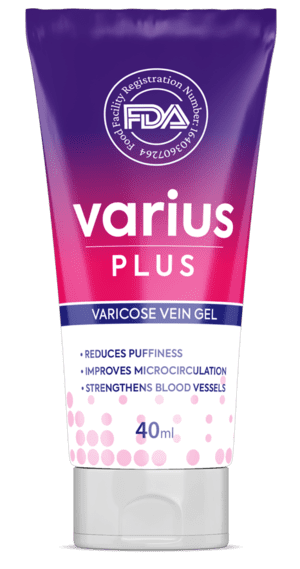 Food Facility Registration Number: 16403607264
FDA
varius
PLUS
VARICOSE VEIN GEL
• REDUCES PUFFINESS
• IMPROVES MICROCIRCULATION
• STRENGTHENS BLOOD VESSELS
40ml